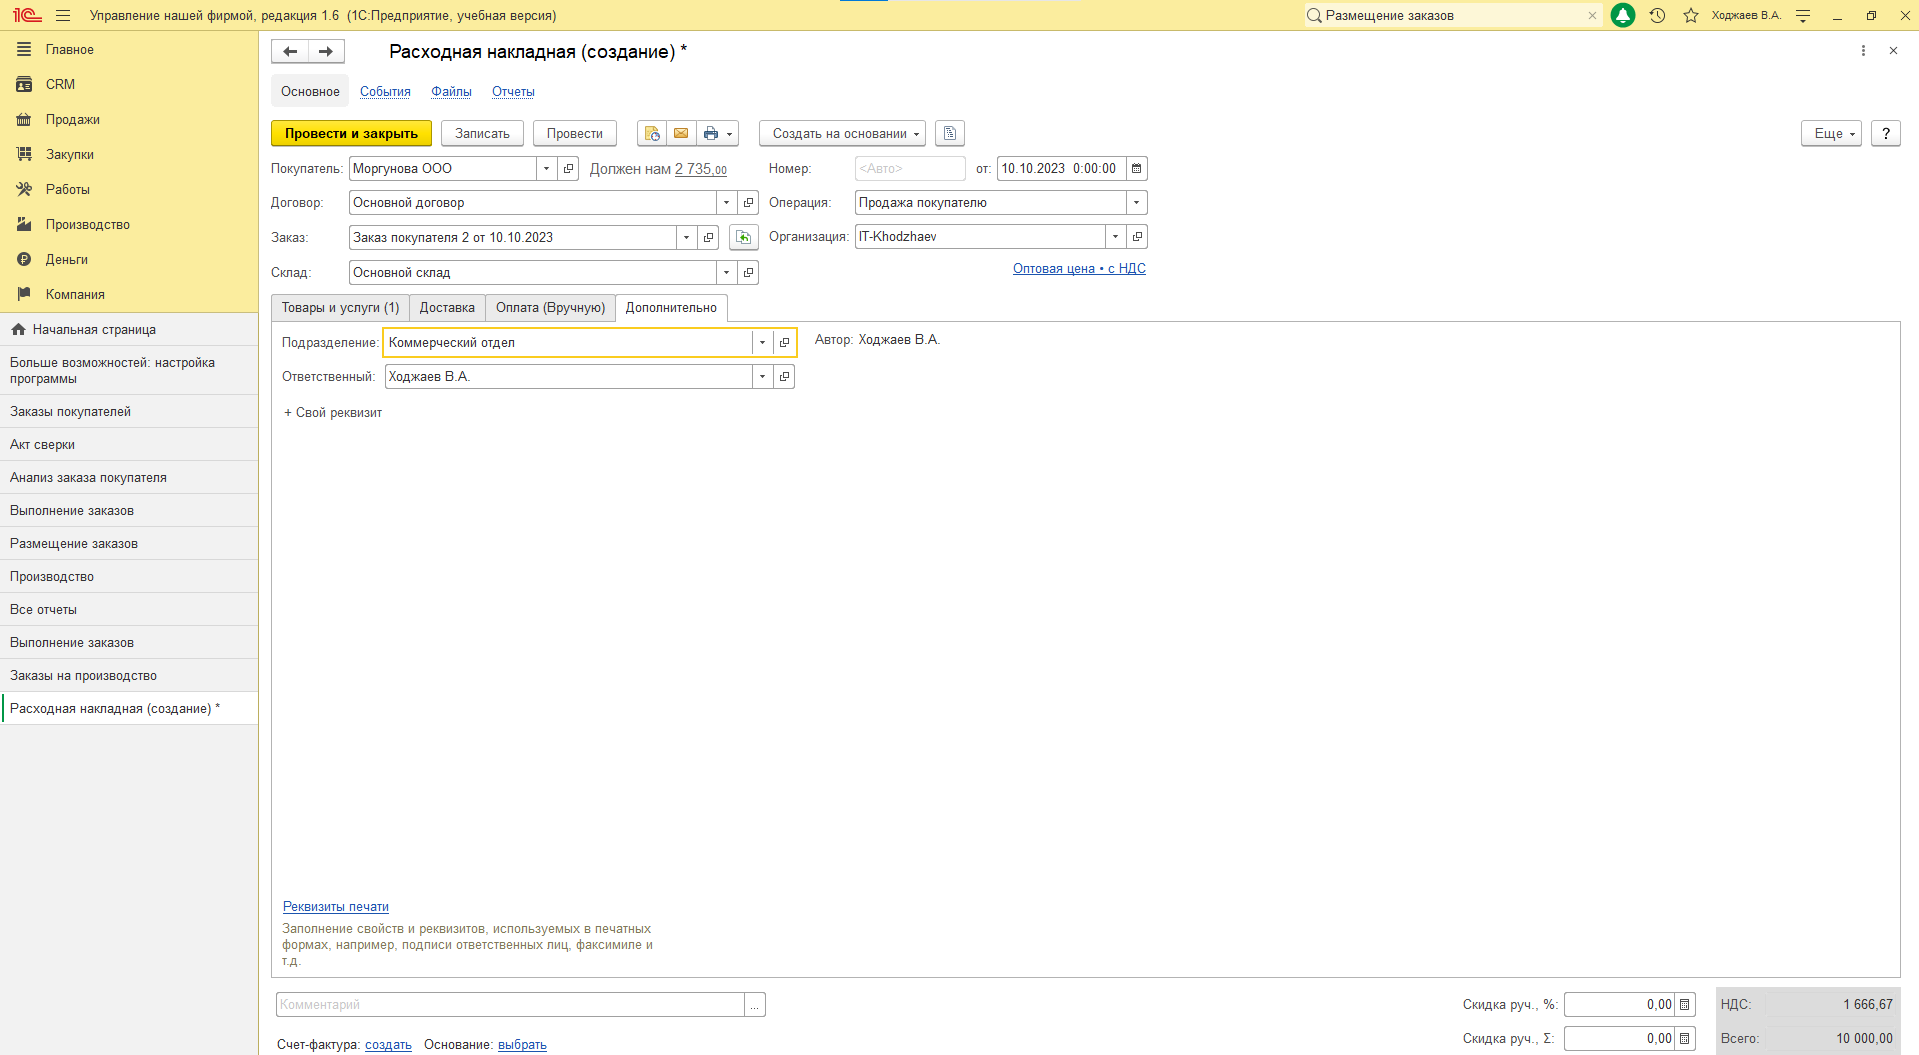 Управление нашей фирмой, редакция 1.6 (1С:Предприятие, учебная версия)
Размещение заказов
Ходжаев В.А.
Главное
CRM
Продажи
Закупки
Работы
Производство
Деньги
Компания
Начальная страница
Больше возможностей: настройка
программы
Заказы покупателей
Акт сверки
Анализ заказа покупателя
Выполнение заказов
Размещение заказов
Производство
Все отчеты
Выполнение заказов
Заказы на производство
Расходная накладная (создание) *
Расходная накладная (создание) *
Основное События Файлы Отчеты
Провести и закрыть Записать Провести Создать на основании Еще ?
Покупатель: Моргунова ООО Должен нам 2 735,00 Номер: <Авто> от: 10.10.2023 0:00:00
Договор: Основной договор Операция: Продажа покупателю
Заказ: Заказ покупателя 2 от 10.10.2023 Организация: IT-Khodzhaev
Склад: Основной склад Оптовая цена • с НДС
Товары и услуги (1) Доставка Оплата (Вручную) Дополнительно
Подразделение: Коммерческий отдел Автор: Ходжаев В.А.
Ответственный: Ходжаев В.А.
+ Свой реквизит
Реквизиты печати
Заполнение свойств и реквизитов, используемых в печатных
формах, например, подписи ответственных лиц, факсимиле и
т.д.
Комментарий ... Скидка руч., %: 0,00 НДС: 1 666,67
Счет-фактура: создать Основание: выбрать Скидка руч., Σ: 0,00 Всего: 10 000,00